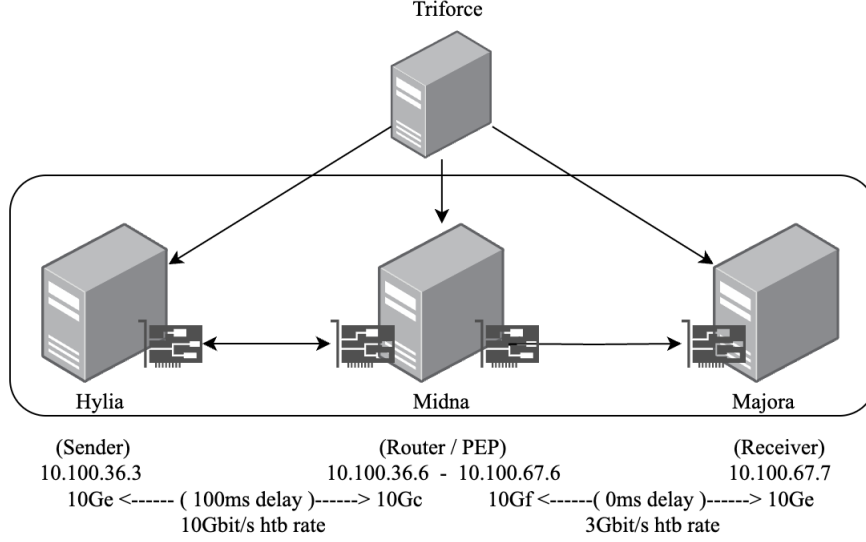 Triforce
Hylia Midna Majora
(Sender) (Router / PEP) (Receiver)
10.100.36.3 10.100.36.6 - 10.100.67.6 10.100.67.7
10Ge <------ ( 100ms delay )------> 10Gc 10Gf <------ ( 0ms delay )------> 10Ge
10Gbit/s htb rate 3Gbit/s htb rate